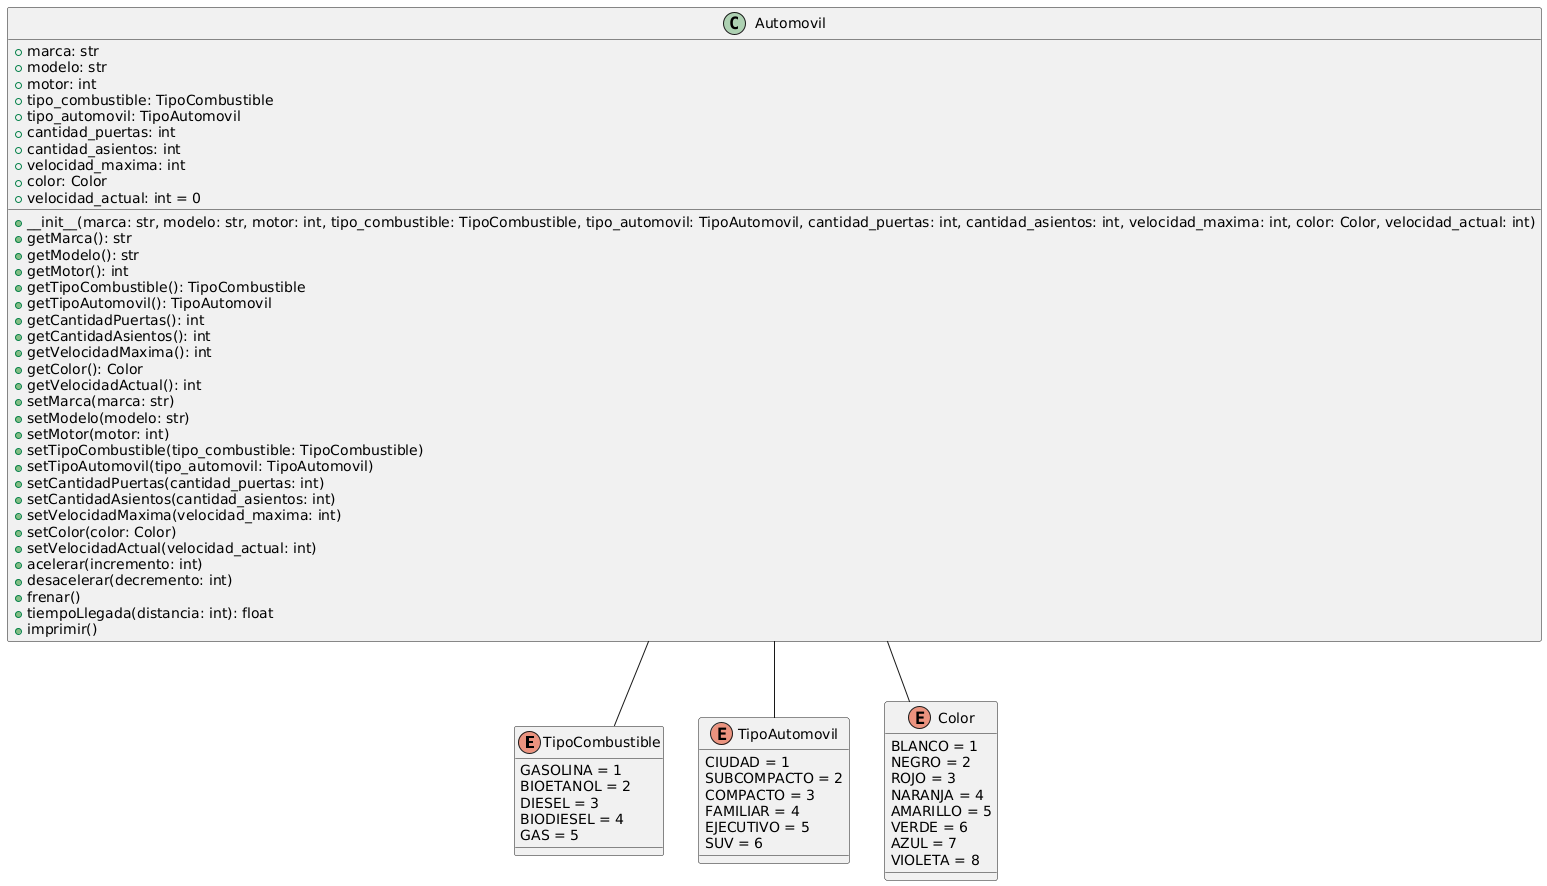 C Automovil
marca: str
modelo: str
motor: int
tipo_combustible: TipoCombustible
tipo_automovil: TipoAutomovil
cantidad_puertas: int
cantidad_asientos: int
velocidad_maxima: int
color: Color
velocidad_actual: int = 0
__init__(marca: str, modelo: str, motor: int, tipo_combustible: TipoCombustible, tipo_automovil: TipoAutomovil, cantidad_puertas: int, cantidad_asientos: int, velocidad_maxima: int, color: Color, velocidad_actual: int)
getMarca(): str
getModelo(): str
getMotor(): int
getTipoCombustible(): TipoCombustible
getTipoAutomovil(): TipoAutomovil
getCantidadPuertas(): int
getCantidadAsientos(): int
getVelocidadMaxima(): int
getColor(): Color
getVelocidadActual(): int
setMarca(marca: str)
setModelo(modelo: str)
setMotor(motor: int)
setTipoCombustible(tipo_combustible: TipoCombustible)
setTipoAutomovil(tipo_automovil: TipoAutomovil)
setCantidadPuertas(cantidad_puertas: int)
setCantidadAsientos(cantidad_asientos: int)
setVelocidadMaxima(velocidad_maxima: int)
setColor(color: Color)
setVelocidadActual(velocidad_actual: int)
acelerar(incremento: int)
desacelerar(decremento: int)
frenar()
tiempoLlegada(distancia: int): float
imprimir()
E TipoCombustible
GASOLINA = 1
BIOETANOL = 2
DIESEL = 3
BIODIESEL = 4
GAS = 5
E TipoAutomovil
CIUDAD = 1
SUBCOMPACTO = 2
COMPACTO = 3
FAMILIAR = 4
EJECUTIVO = 5
SUV = 6
E Color
BLANCO = 1
NEGRO = 2
ROJO = 3
NARANJA = 4
AMARILLO = 5
VERDE = 6
AZUL = 7
VIOLETA = 8